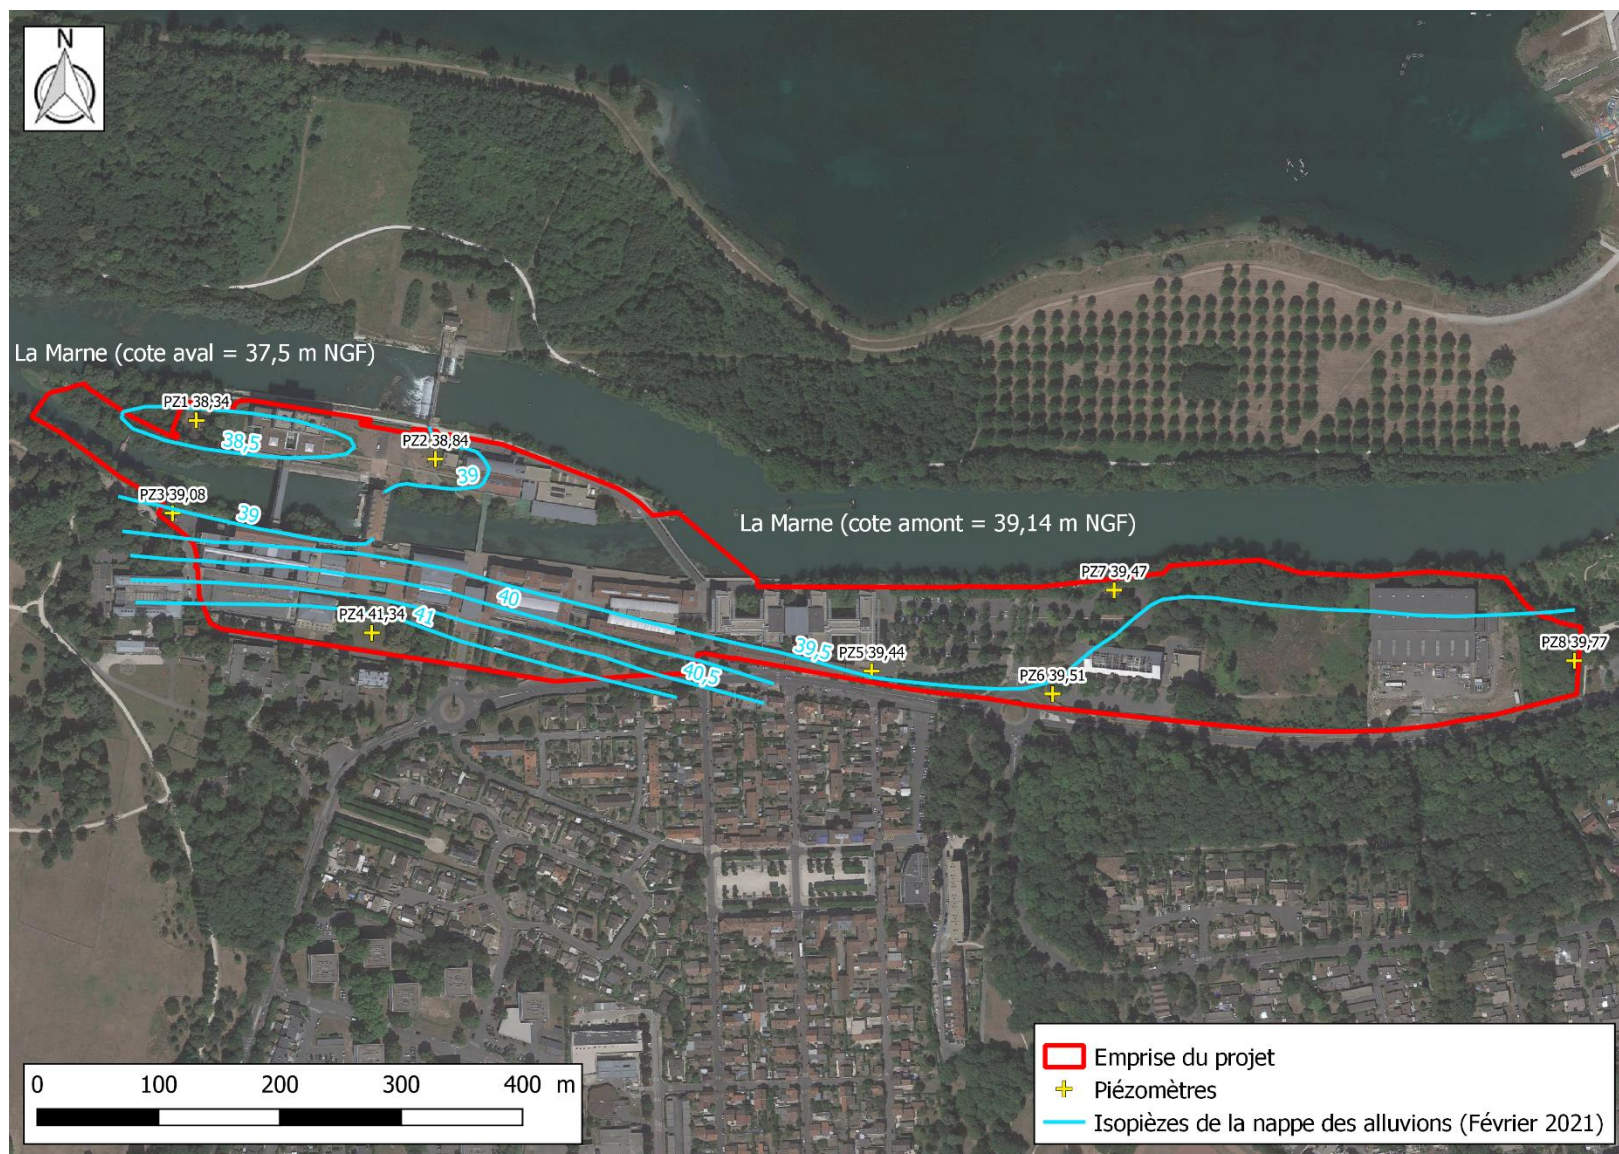 N
La Marne (cote aval = 37,5 m NGF)
PZ1 38,34
38,5
PZ2 38,84
39
PZ3 39,08
39
La Marne (cote amont = 39,14 m NGF)
PZ7 39,47
40
PZ4 41,34
41
39,5
PZ5 39,44
40,5
PZ6 39,51
PZ8 39,77
0 100 200 300 400 m
Emprise du projet
Piézomètres
Isopièzes de la nappe des alluvions (Février 2021)